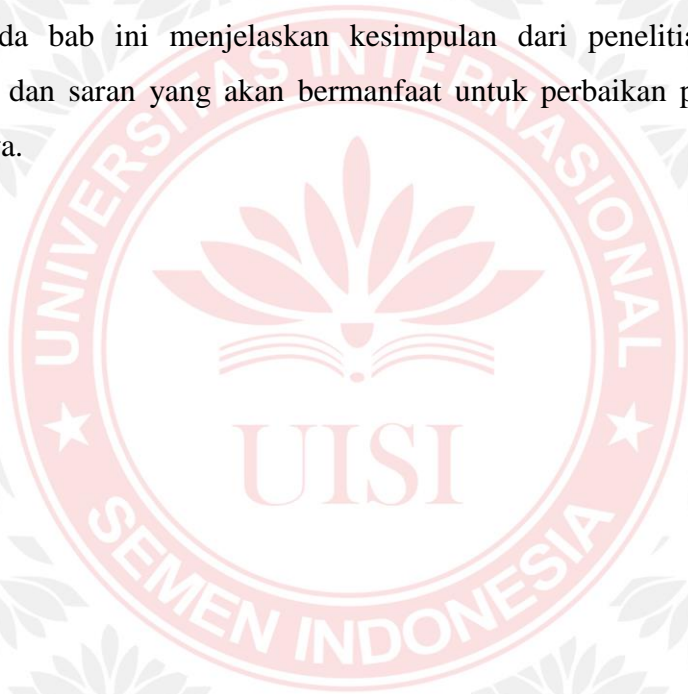 da bab ini menjelaskan kesimpulan dari penelitia
dan saran yang akan bermanfaat untuk perbaikan p
a.
UNIVERSITAS INTERNASIONAL
UISI
SEMEN INDONESIA